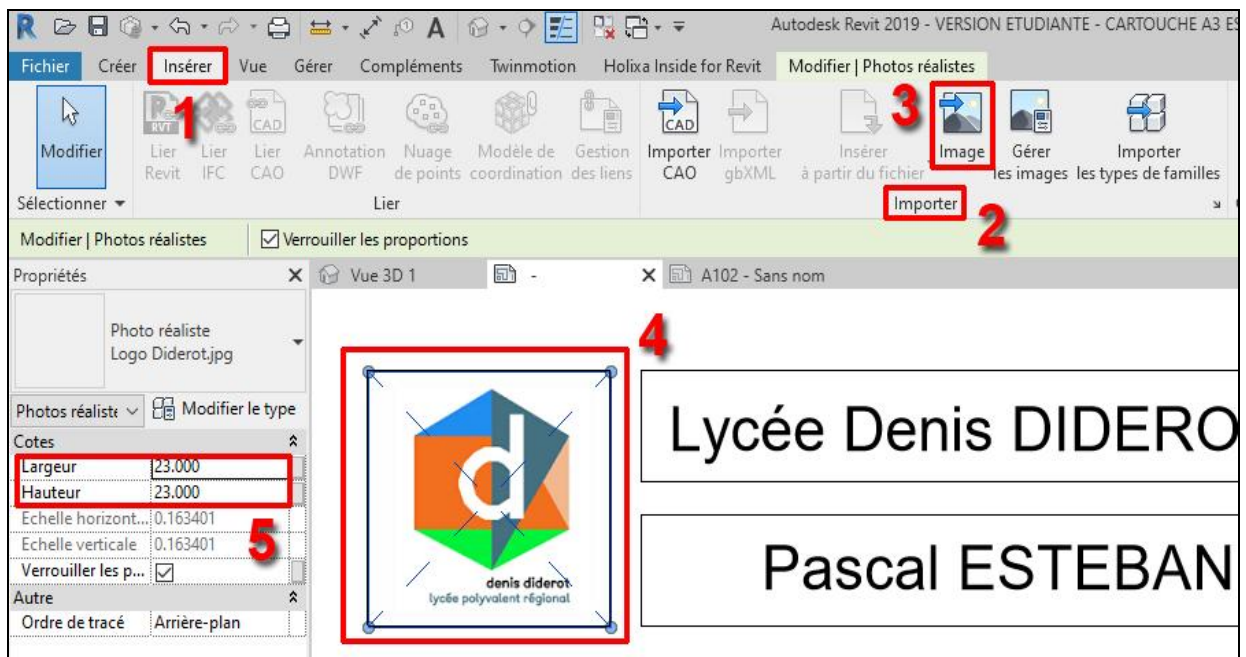 Autodesk Revit 2019 - VERSION ETUDIANTE - CARTOUCHE A3 ES
Fichier Créer Insérer Vue Gérer Compléments Twinmotion Holixa Inside for Revit Modifier | Photos réalistes
1
3
Modifier
Lier Revit
Lier IFC
Lier CAO
Annotation DWF
Nuage de points
Modèle de coordination
Gestion des liens
Importer CAO
Importer gbXML
Insérer à partir du fichier
Image
Gérer les images
Importer les types de familles
Sélectionner
Lier
Importer
2
Modifier | Photos réalistes
Verrouiller les proportions
Propriétés
Vue 3D 1
-
A102 - Sans nom
Photo réaliste
Logo Diderot.jpg
Photos réaliste
Modifier le type
Cotes
Largeur 23.000
Hauteur 23.000
Echelle horizont... 0.163401
Echelle verticale 0.163401
Verrouiller les p...
Autre
Ordre de tracé Arrière-plan
5
4
d
denis diderot
lycée polyvalent régional
Lycée Denis DIDERO
Pascal ESTEBAN